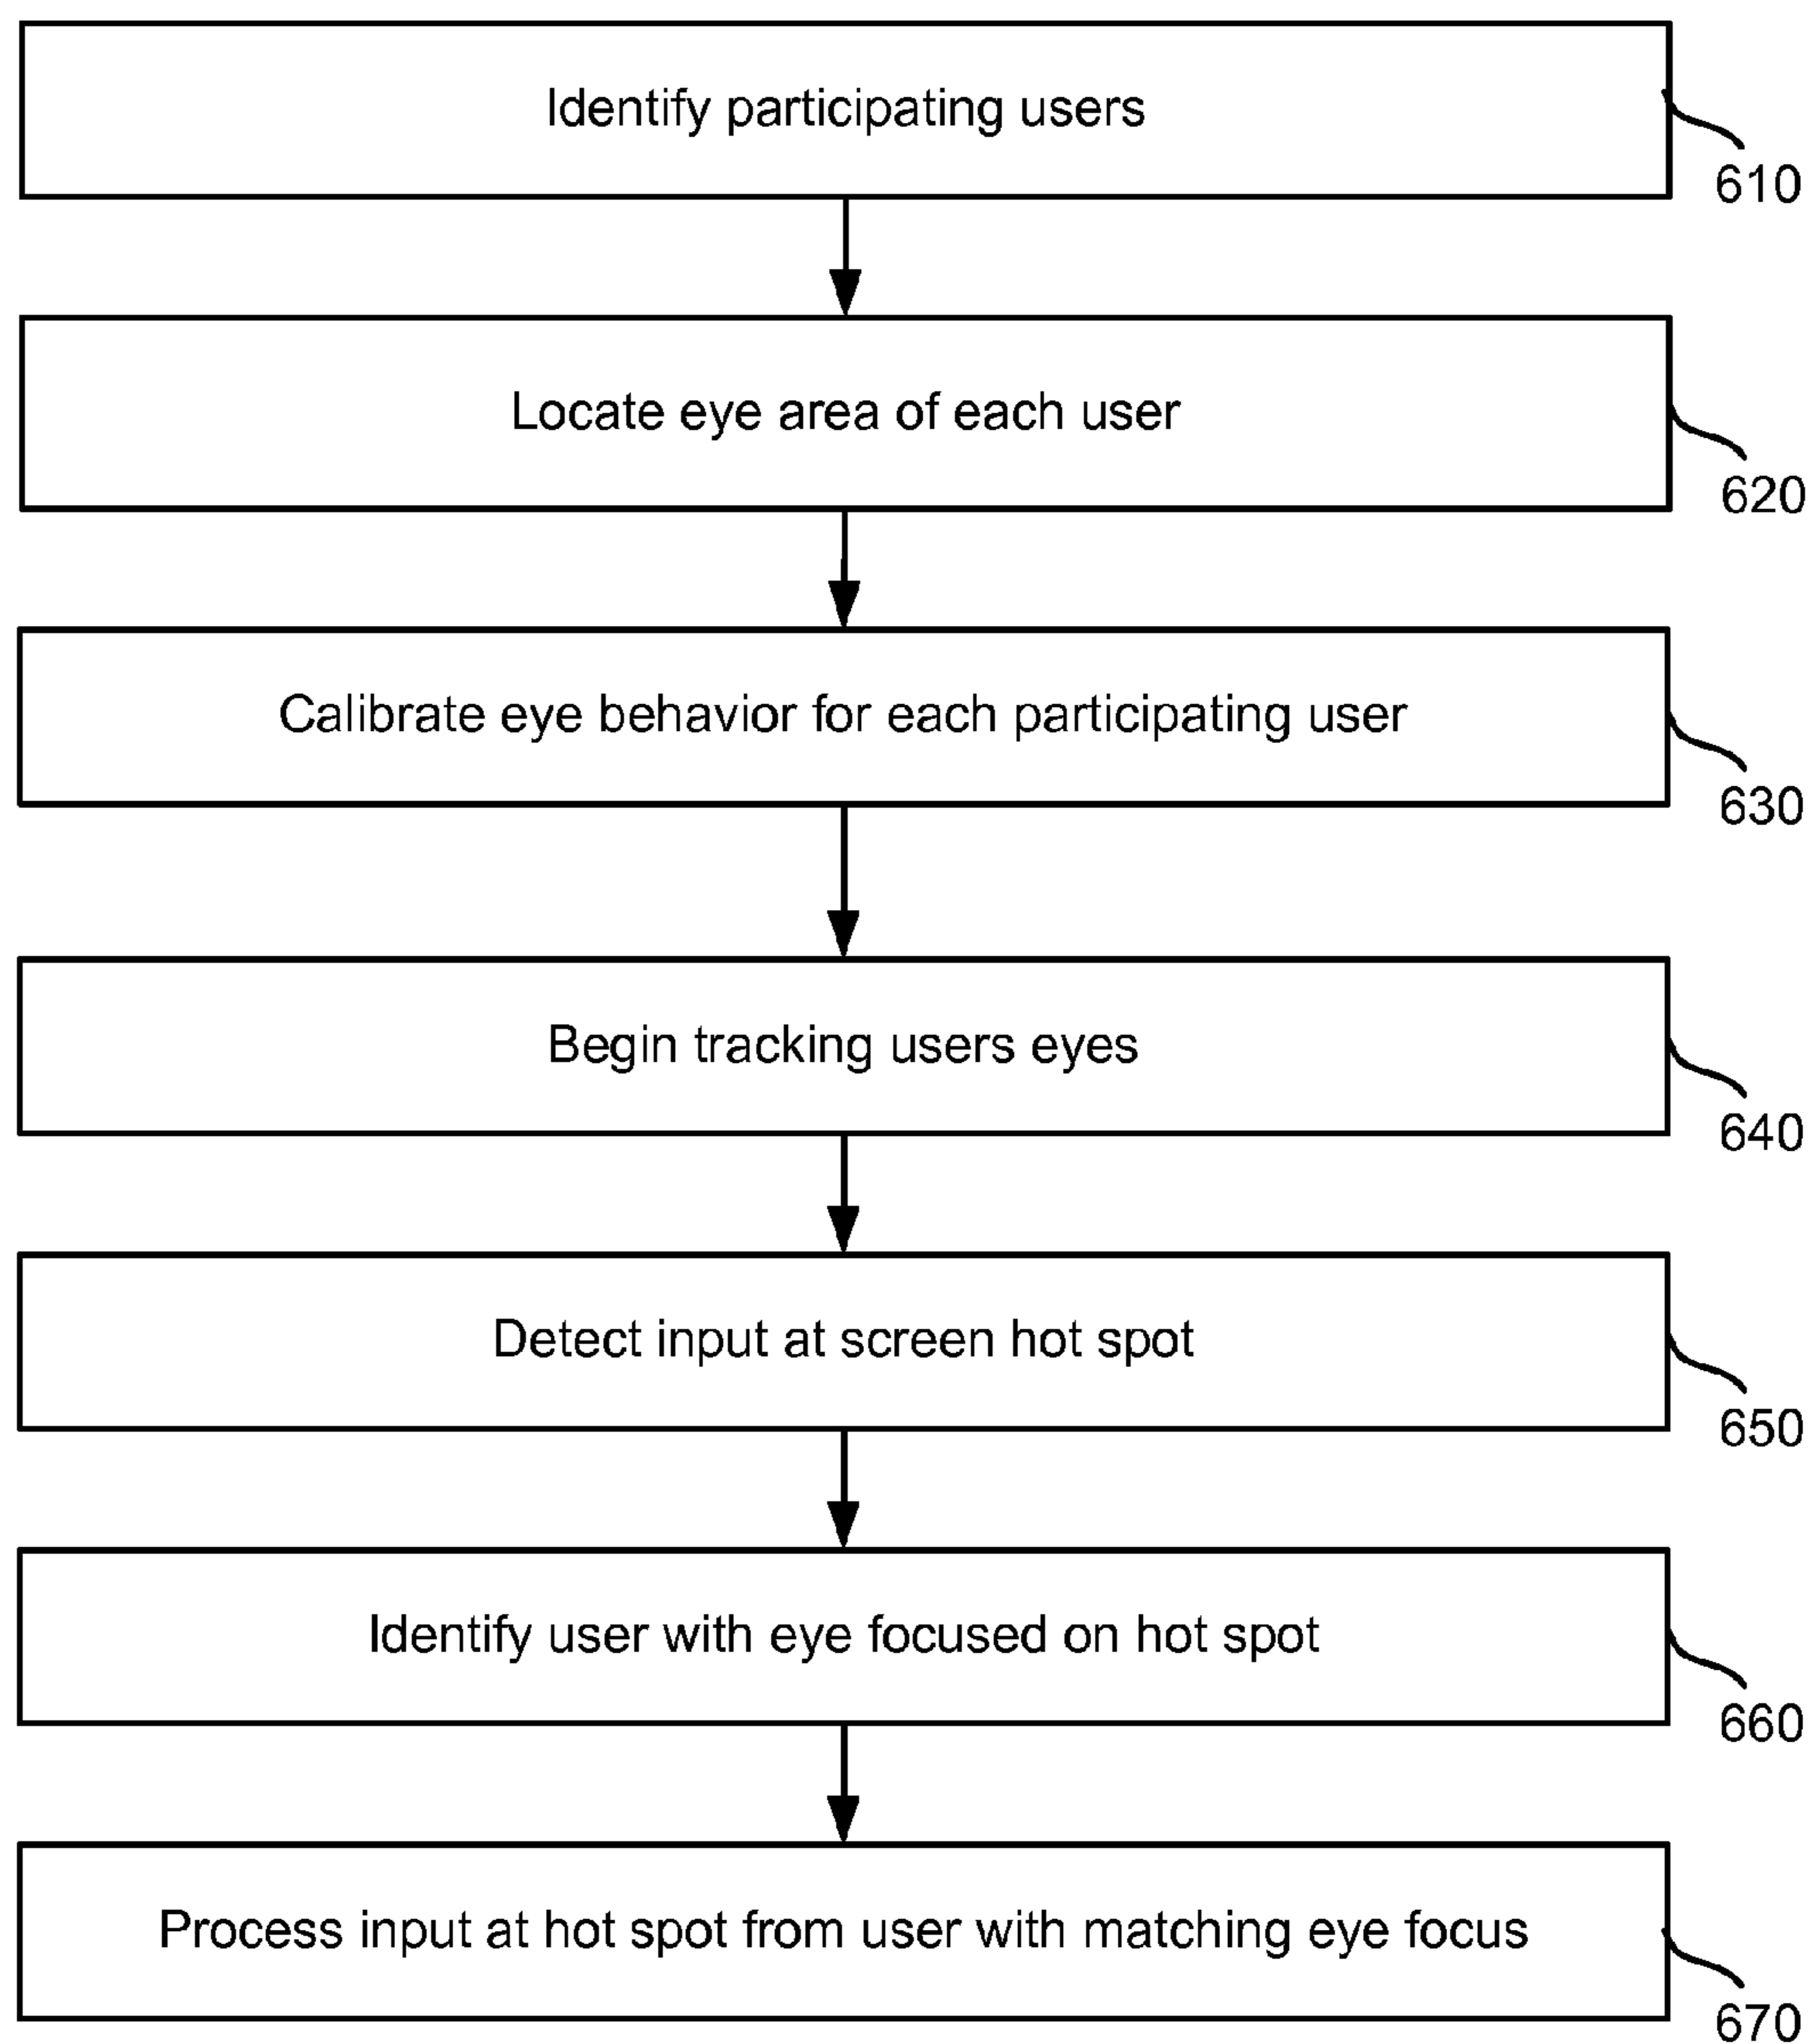 Identify participating users
610
Locate eye area of each user
620
Calibrate eye behavior for each participating user
630
Begin tracking users eyes
640
Detect input at screen hot spot
650
Identify user with eye focused on hot spot
660
Process input at hot spot from user with matching eye focus
670